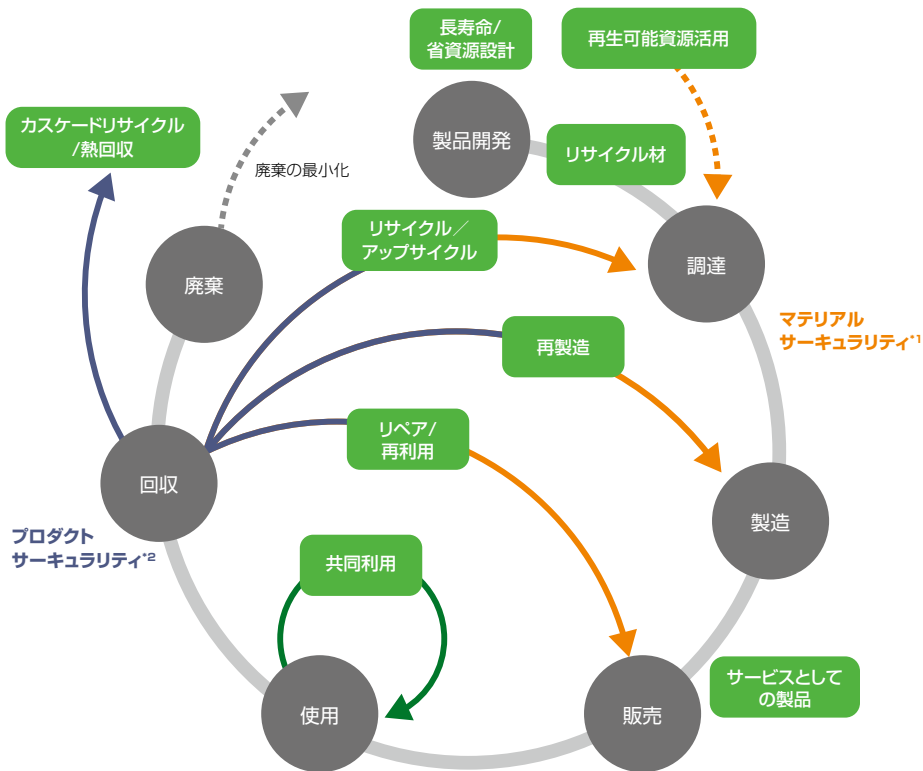 長寿命/
省資源設計
再生可能資源活用
カスケードリサイクル
/熱回収
製品開発
リサイクル材
廃棄の最小化
リサイクル／
アップサイクル
調達
廃棄
マテリアル
サーキュラリティ*1
再製造
リペア/
再利用
回収
製造
プロダクト
サーキュラリティ*2
共同利用
サービスとして
の製品
使用
販売